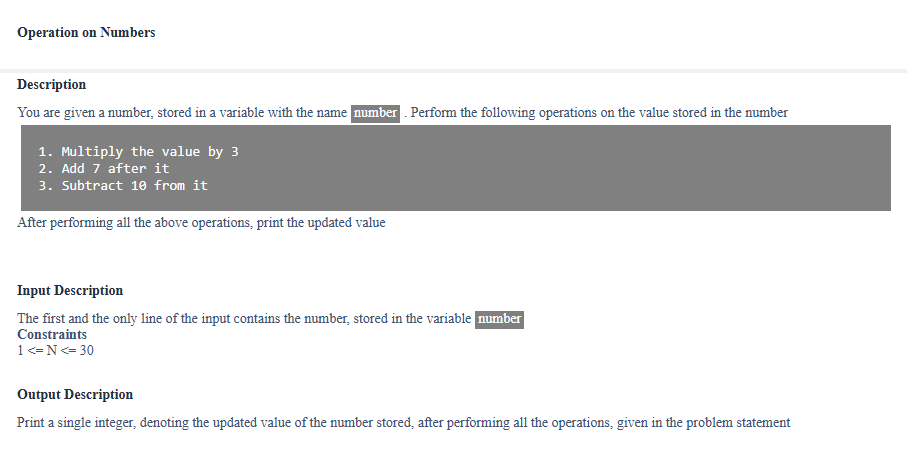 Operation on Numbers
Description
You are given a number, stored in a variable with the name number . Perform the following operations on the value stored in the number
1. Multiply the value by 3
2. Add 7 after it
3. Subtract 10 from it
After performing all the above operations, print the updated value
Input Description
The first and the only line of the input contains the number, stored in the variable number
Constraints
1 <= N <= 30
Output Description
Print a single integer, denoting the updated value of the number stored, after performing all the operations, given in the problem statement